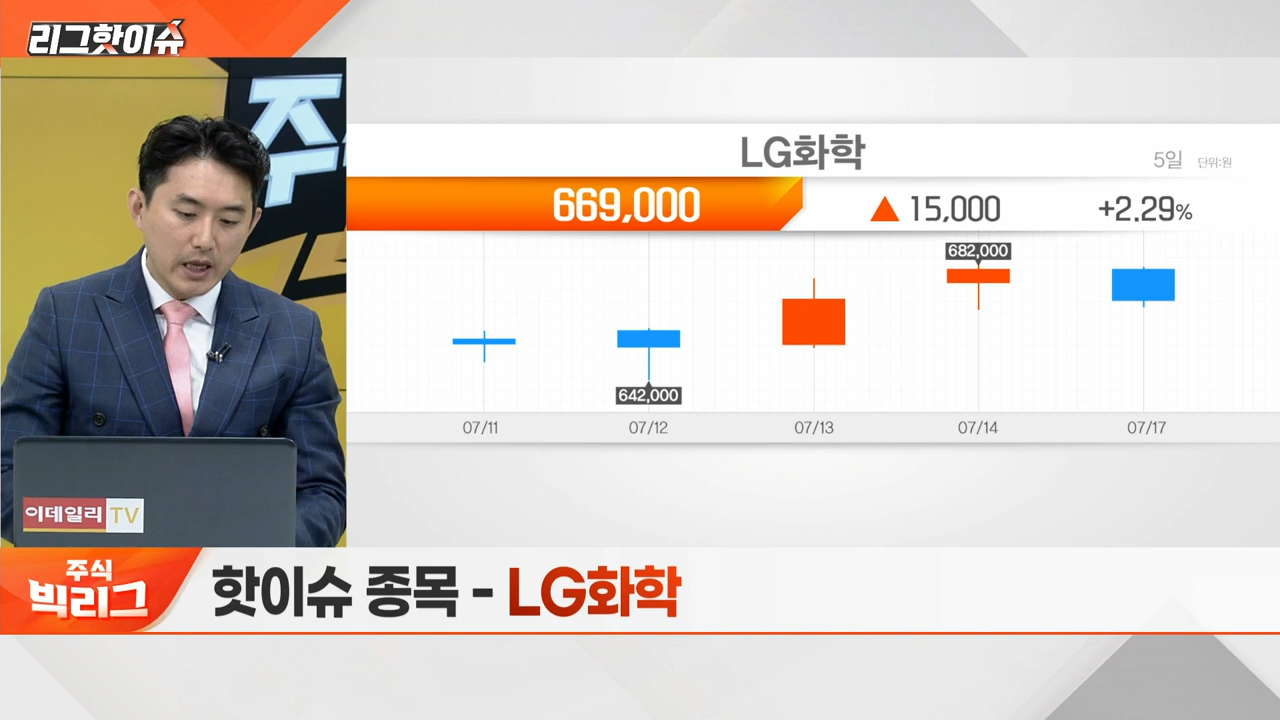 리그핫이슈
주
LG화학
5일 단위:원
669,000 ▲ 15,000 +2.29%
682,000
642,000
07/11 07/12 07/13 07/14 07/17
이데일리 TV
주식
빅리그
핫이슈 종목 - LG화학